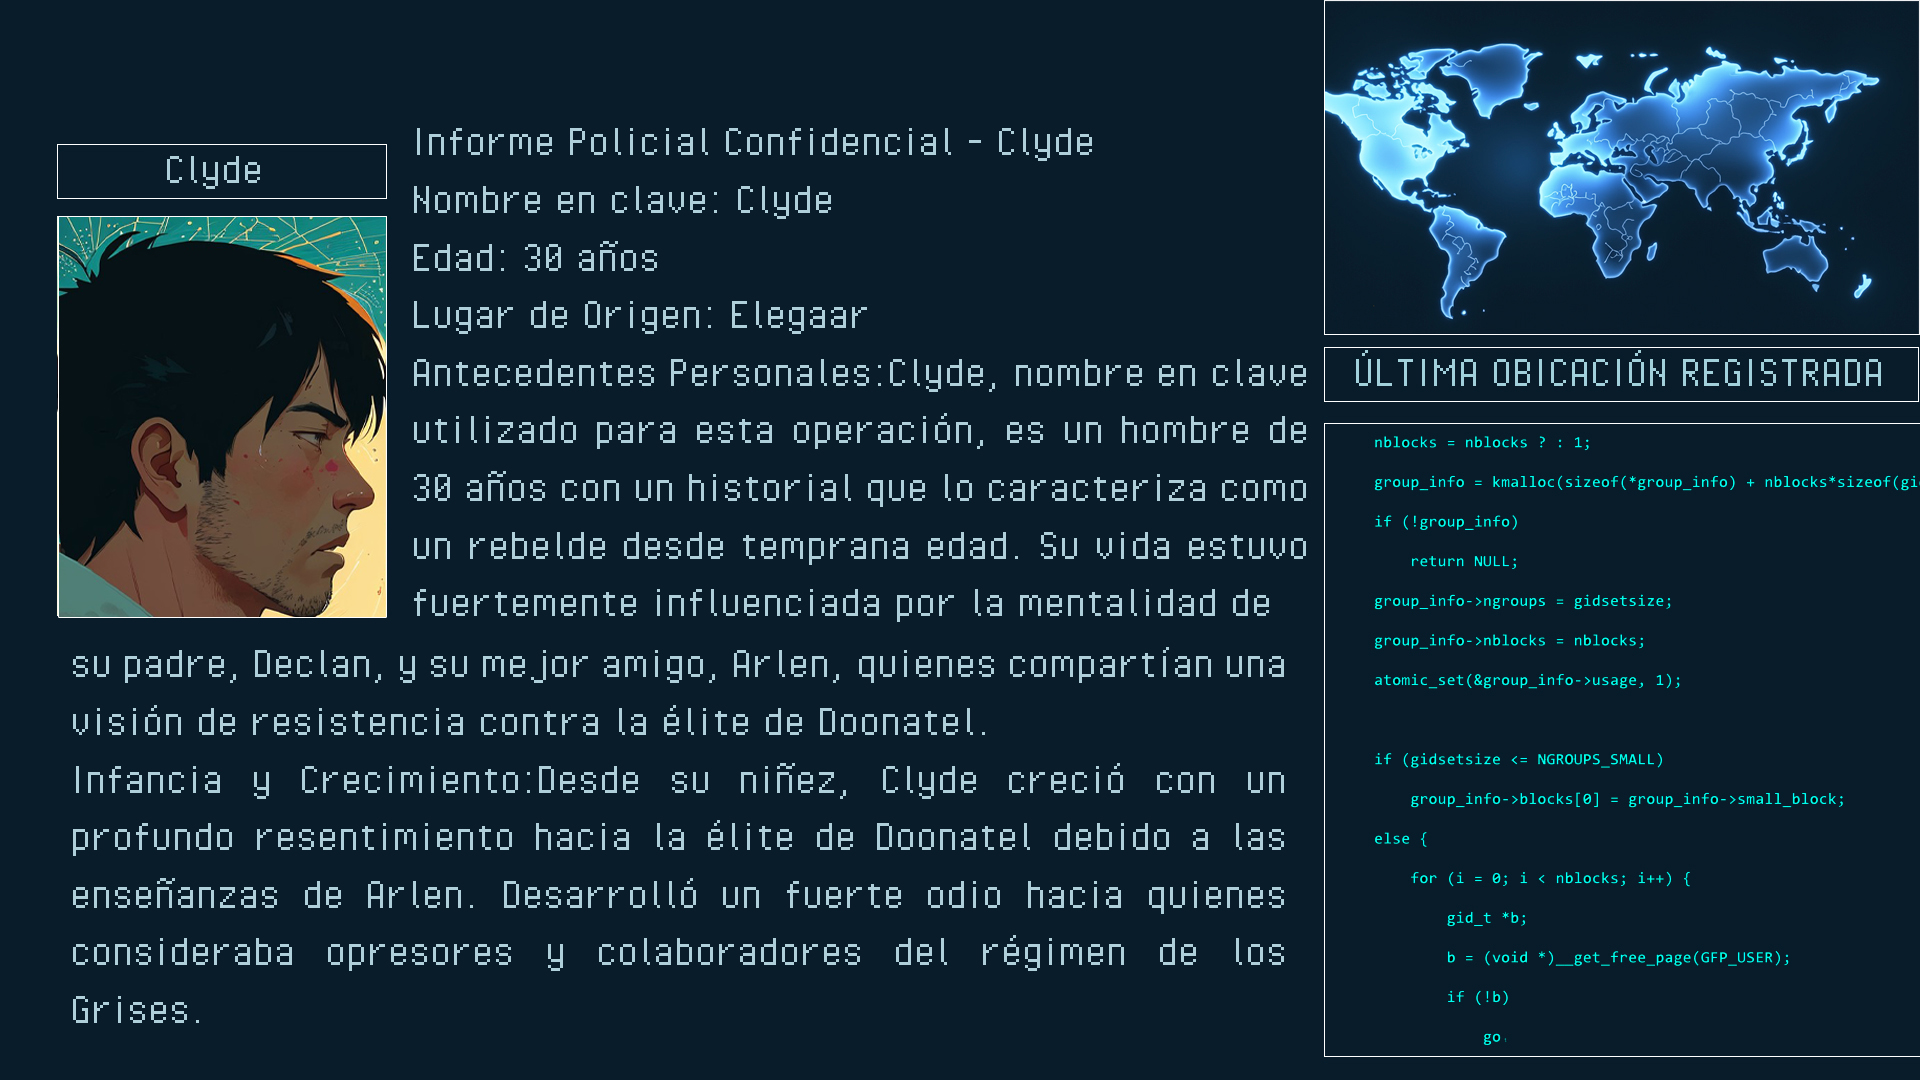 Clyde
Informe Policial Confidencial - Clyde
Nombre en clave: Clyde
Edad: 30 años
Lugar de Origen: Elegaar
Antecedentes Personales:Clyde, nombre en clave
utilizado para esta operación, es un hombre de
30 años con un historial que lo caracteriza como
un rebelde desde temprana edad. Su vida estuvo
fuertemente influenciada por la mentalidad de
su padre, Declan, y su mejor amigo, Arlen, quienes compartían una
visión de resistencia contra la élite de Doonatel.
Infancia y Crecimiento:Desde su niñez, Clyde creció con un
profundo resentimiento hacia la élite de Doonatel debido a las
enseñanzas de Arlen. Desarrolló un fuerte odio hacia quienes
consideraba opresores y colaboradores del régimen de los
Grises.
ÚLTIMA OBICACIÓN REGISTRADA
nblocks = nblocks ? : 1;
group_info = kmalloc(sizeof(*group_info) + nblocks*sizeof(gi
if (!group_info)
return NULL;
group_info->ngroups = gidsetsize;
group_info->nblocks = nblocks;
atomic_set(&group_info->usage, 1);
if (gidsetsize <= NGROUPS_SMALL)
group_info->blocks[0] = group_info->small_block;
else {
for (i = 0; i < nblocks; i++) {
gid_t *b;
b = (void *)__get_free_page(GFP_USER);
if (!b)
go